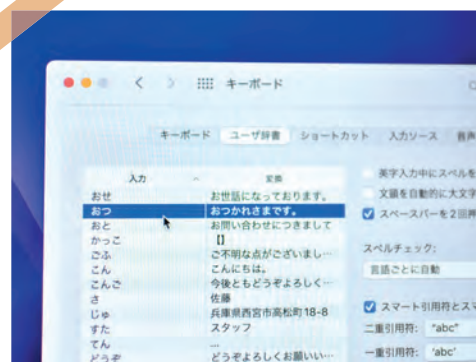 キーボード
キーボード ユーザ辞書 ショートカット 入力ソース 音声
入力 変換
おせ お世話になっております。
おつ おつかれさまです。
おと お問い合わせにつきまして
かっこ 【】
ごふ ご不明な点がございまし…
こん こんにちは。
こんご 今後ともどうぞよろしく…
さ 佐藤
じゅ 兵庫県西宮市高松町18-8
すた スタッフ
てん ...
どうぞ どうぞよろしくお願いい…
英字入力中にスペルを
文頭を自動的に大文字
スペースバーを2回押
スペルチェック:
言語ごとに自動
スマート引用符とスマ
二重引用符: "abc"
一重引用符: 'abc'